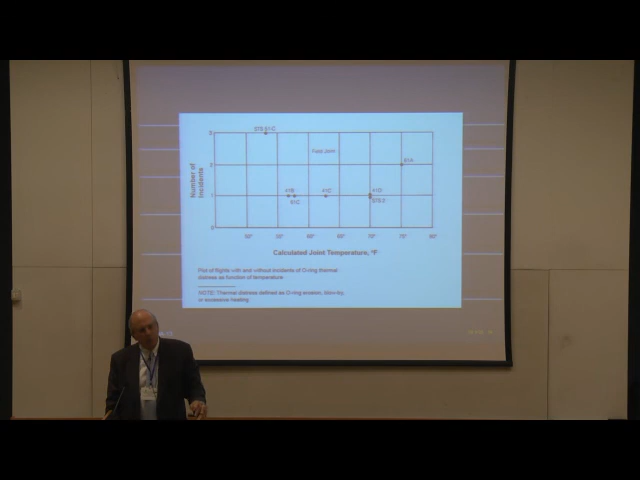 STS 51-C
3
Field Joint
61A
2
Number of
Incidents
41B
41C
41D
1
61C
STS-2
0
50°
55°
60°
65°
70°
75°
80°
Calculated Joint Temperature, °F
Plot of flights with and without incidents of O-ring thermal
distress as function of temperature
NOTE: Thermal distress defined as O-ring erosion, blow-by,
or excessive heating